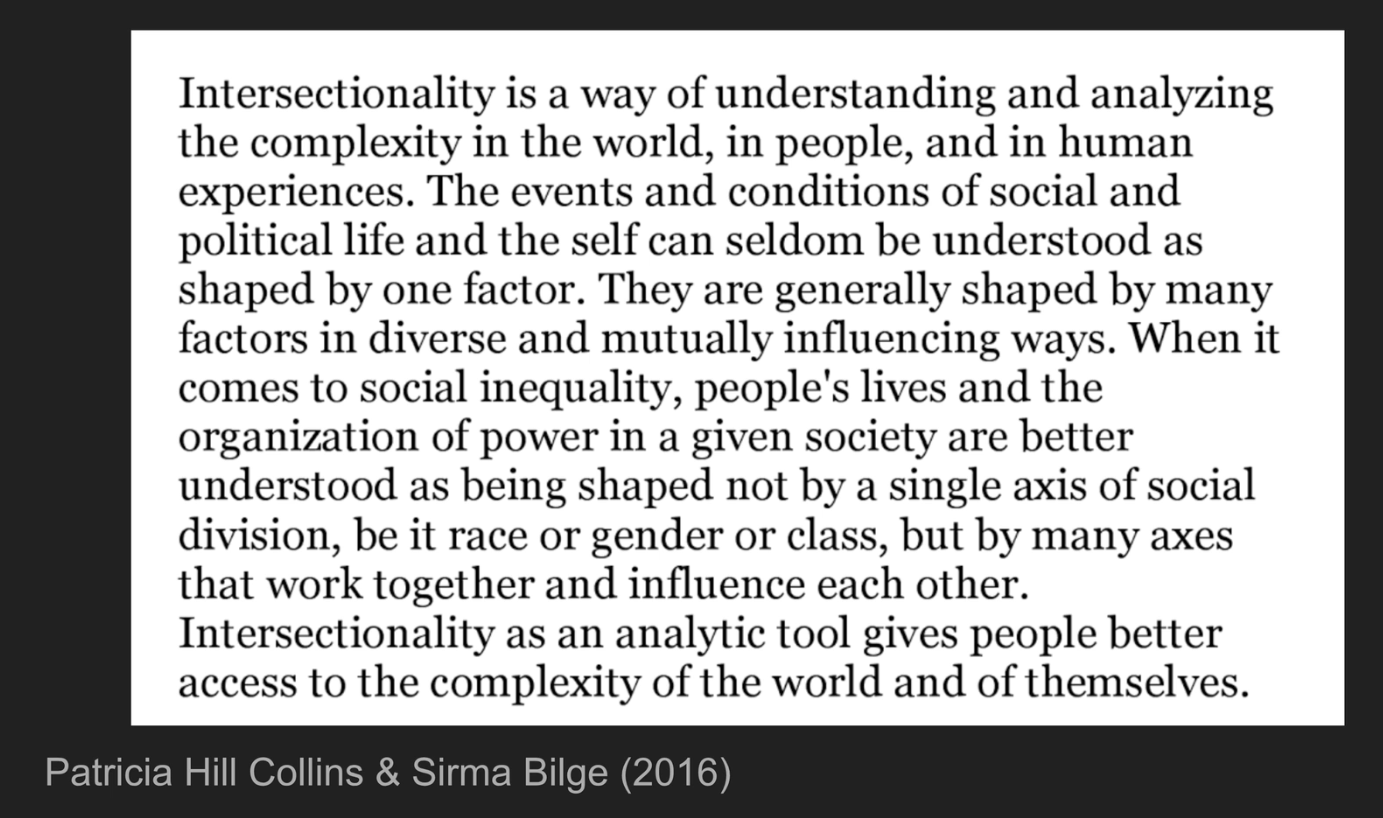 Intersectionality is a way of understanding and analyzing
the complexity in the world, in people, and in human
experiences. The events and conditions of social and
political life and the self can seldom be understood as
shaped by one factor. They are generally shaped by many
factors in diverse and mutually influencing ways. When it
comes to social inequality, people's lives and the
organization of power in a given society are better
understood as being shaped not by a single axis of social
division, be it race or gender or class, but by many axes
that work together and influence each other.
Intersectionality as an analytic tool gives people better
access to the complexity of the world and of themselves.
Patricia Hill Collins & Sirma Bilge (2016)